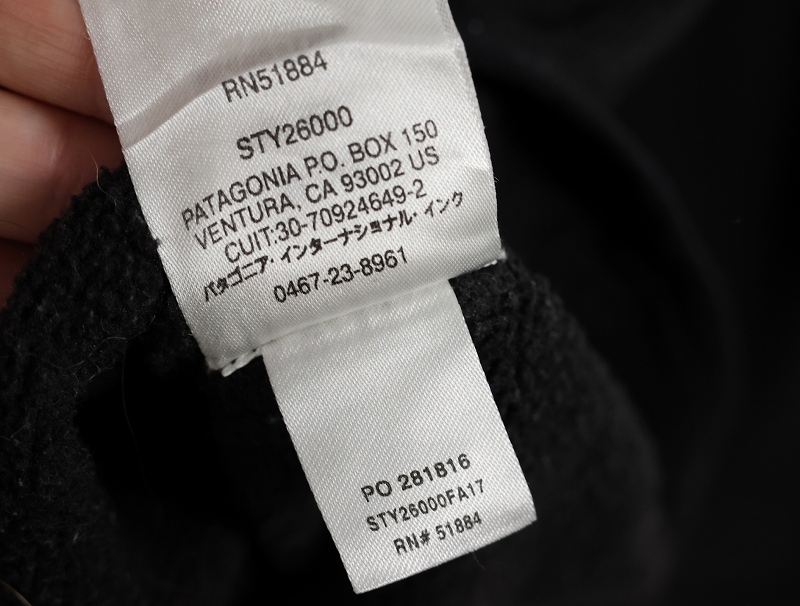 RN51884
STY26000
PATAGONIA P.O. BOX 150
VENTURA, CA 93002 US
CUIT:30-70924649-2
パタゴニア・インターナショナル・インク
0467-23-8961
PO 281816
STY26000FA17
RN# 51884